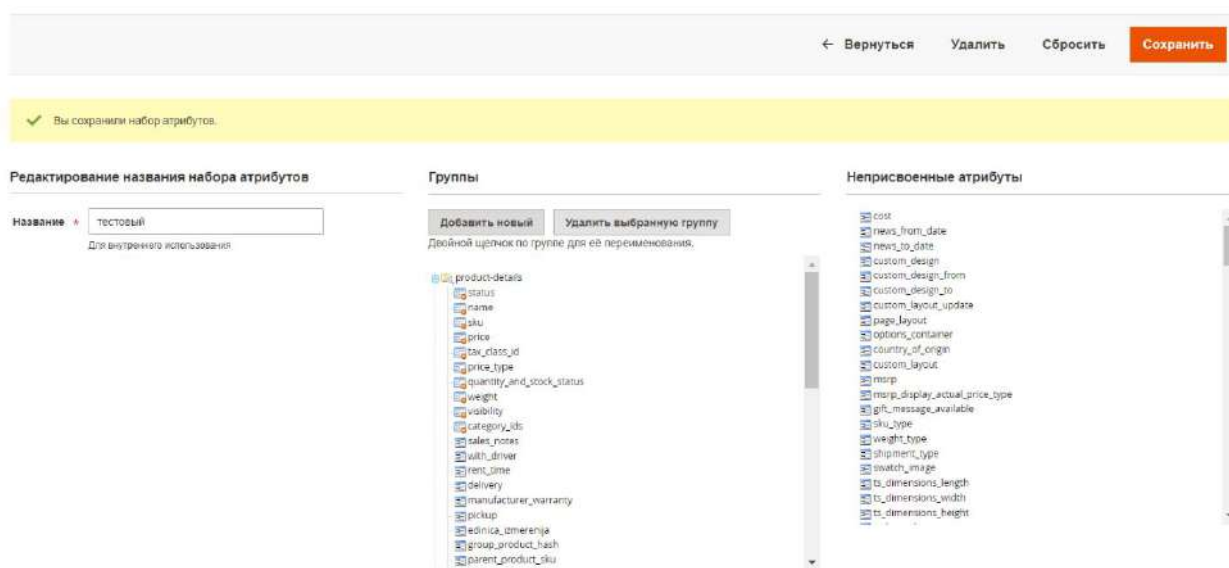 ← Вернуться Удалить Сбросить Сохранить
Вы сохранили набор атрибутов.
Редактирование названия набора атрибутов
Название * тестовый
Для внутреннего использования
Группы
Добавить новый Удалить выбранную группу
Двойной щелчок по группе для её переименования.
product-details
status
name
sku
price
tax_class_id
price_type
quantity_and_stock_status
weight
visibility
category_ids
sales_notes
with_driver
rent_time
delivery
manufacturer_warranty
pickup
edinica_izmerenija
group_product_hash
parent_product_sku
Неприсвоенные атрибуты
cost
news_from_date
news_to_date
custom_design
custom_design_from
custom_design_to
custom_layout_update
page_layout
options_container
country_of_origin
custom_layout
msrp
msrp_display_actual_price_type
gift_message_available
sku_type
weight_type
shipment_type
swatch_image
ts_dimensions_length
ts_dimensions_width
ts_dimensions_height